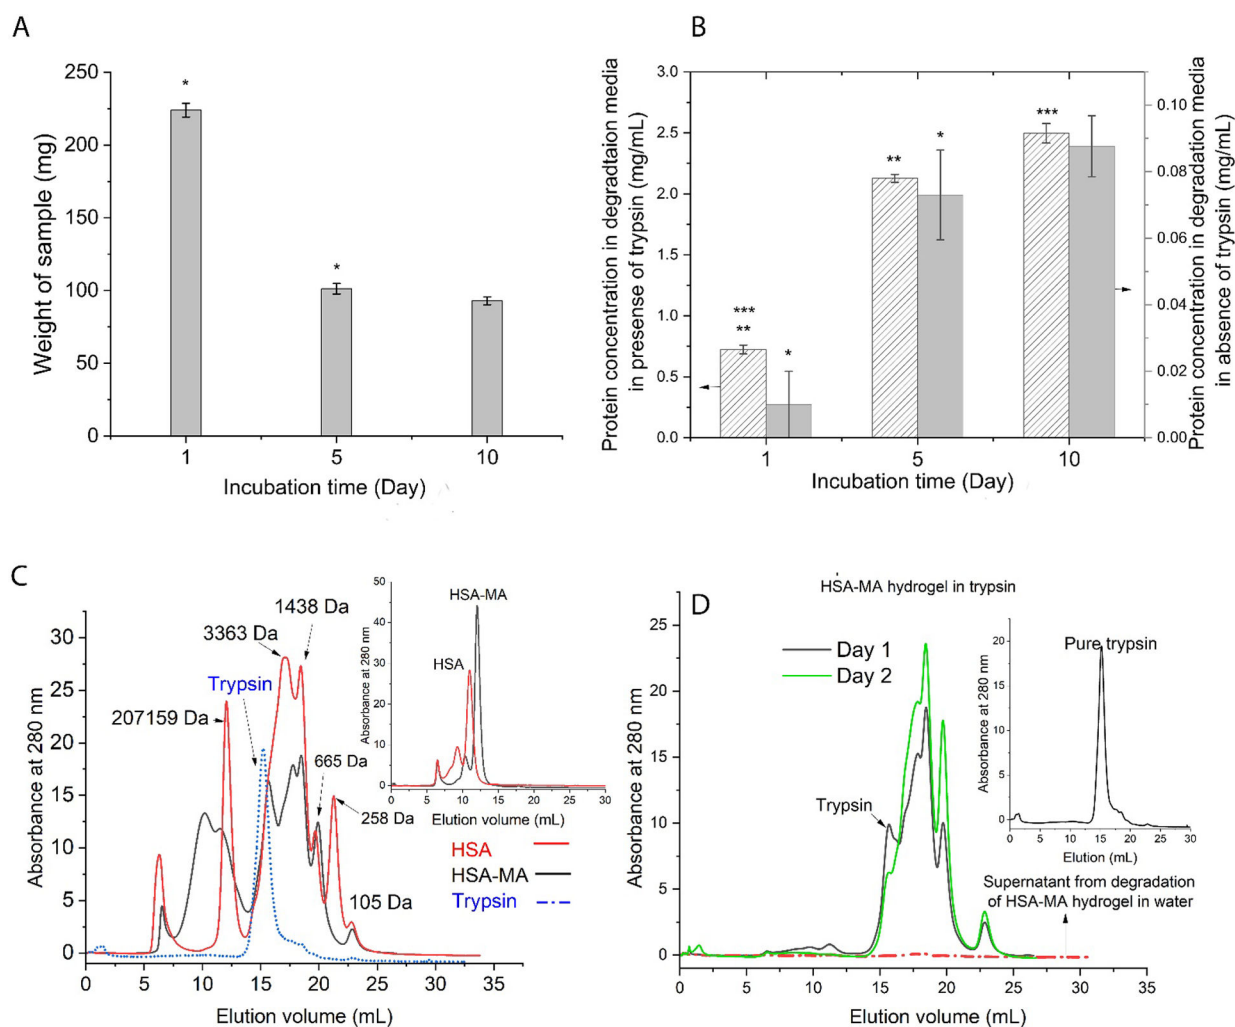 A
250
200
150
100
50
0
Weight of sample (mg)
*
*
1
5
10
Incubation time (Day)
B
3.0
2.5
2.0
1.5
1.0
0.5
0.0
Protein concentration in degradtaion media
in presense of trypsin (mg/mL)
***
**
*
**
*
***
0.10
0.08
0.06
0.04
0.02
0.00
Protein concentration in degradation media
in absence of trypsin (mg/mL)
1
5
10
Incubation time (Day)
C
30
25
20
15
10
5
0
Absorbance at 280 nm
207159 Da
Trypsin
3363 Da
1438 Da
665 Da
258 Da
105 Da
0
5
10
15
20
25
30
35
Elution volume (mL)
50
40
30
20
10
0
Absorbance at 280 nm
HSA
HSA-MA
0
5
10
15
20
25
30
Elution volume (mL)
HSA
HSA-MA
Trypsin
D
HSA-MA hydrogel in trypsin
25
20
15
10
5
0
Absorbance at 280 nm
Day 1
Day 2
Trypsin
0
5
10
15
20
25
30
35
Elution volume (mL)
20
15
10
5
0
Absorbance at 280 nm
Pure trypsin
0
5
10
15
20
25
30
Elution (mL)
Supernatant from degradation
of HSA-MA hydrogel in water